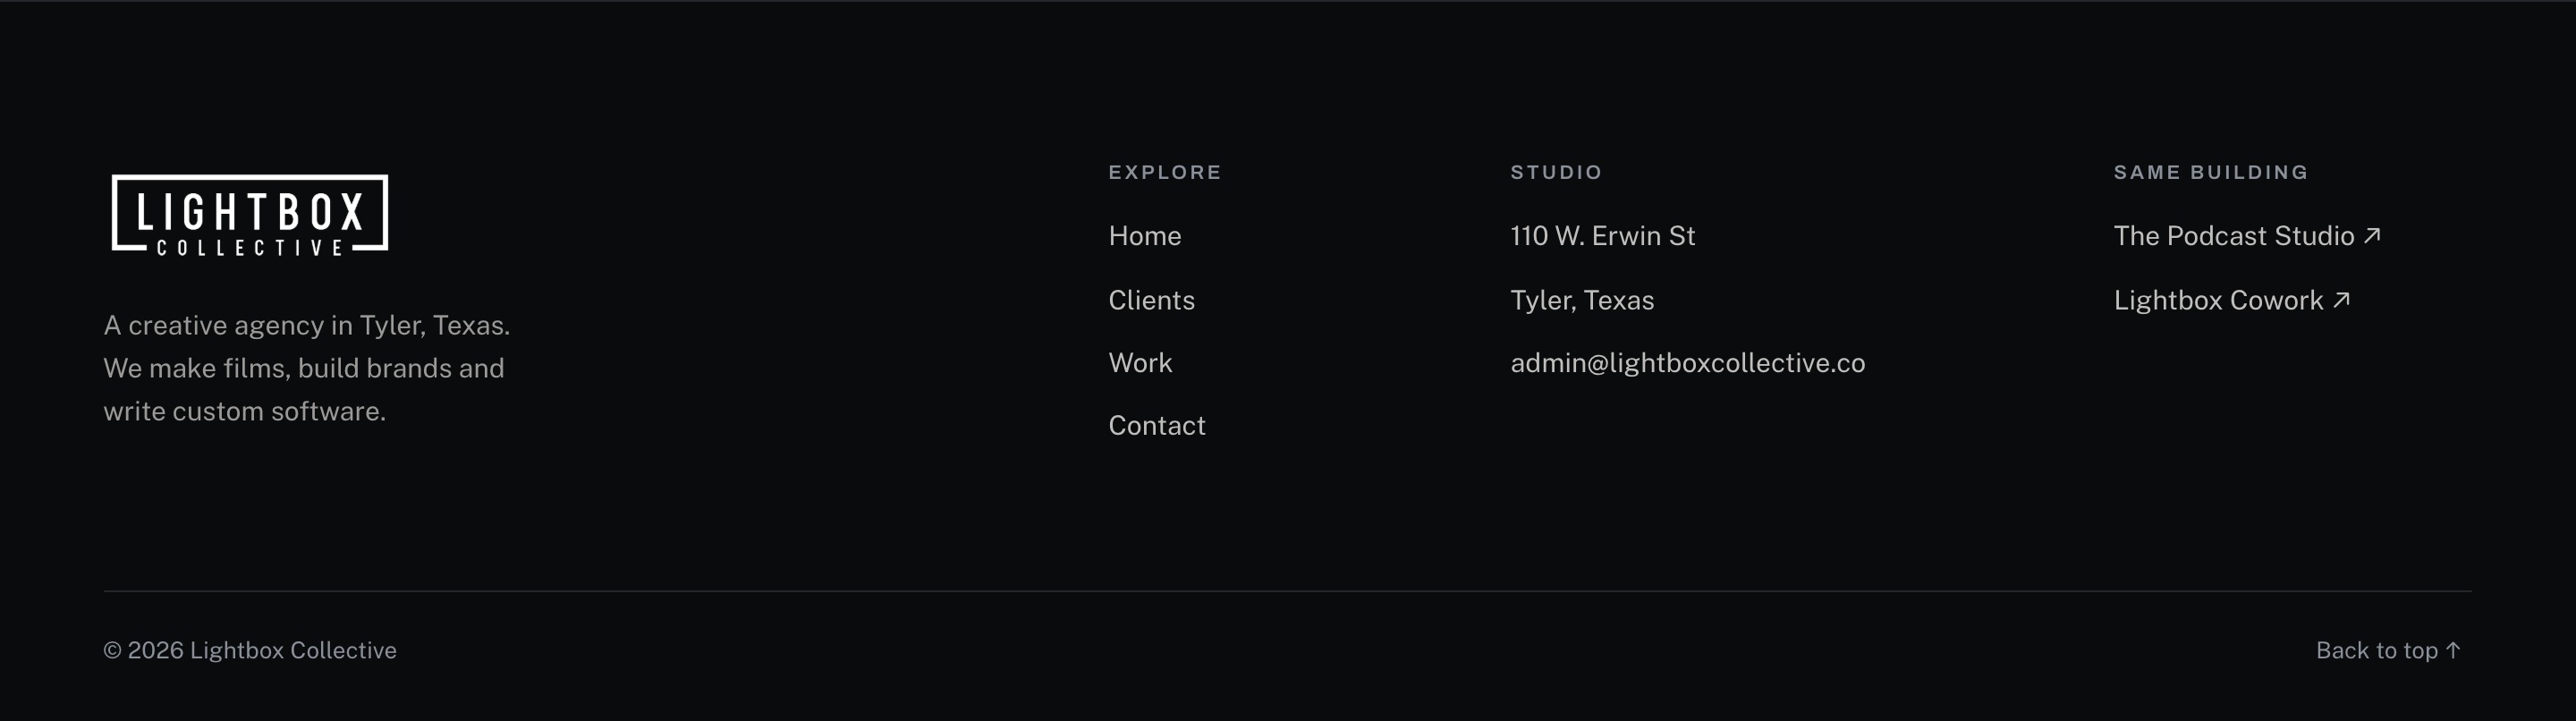 LIGHTBOX
COLLECTIVE
A creative agency in Tyler, Texas.
We make films, build brands and
write custom software.
EXPLORE
Home
Clients
Work
Contact
STUDIO
110 W. Erwin St
Tyler, Texas
admin@lightboxcollective.co
SAME BUILDING
The Podcast Studio ↗
Lightbox Cowork ↗
© 2026 Lightbox Collective
Back to top ↑